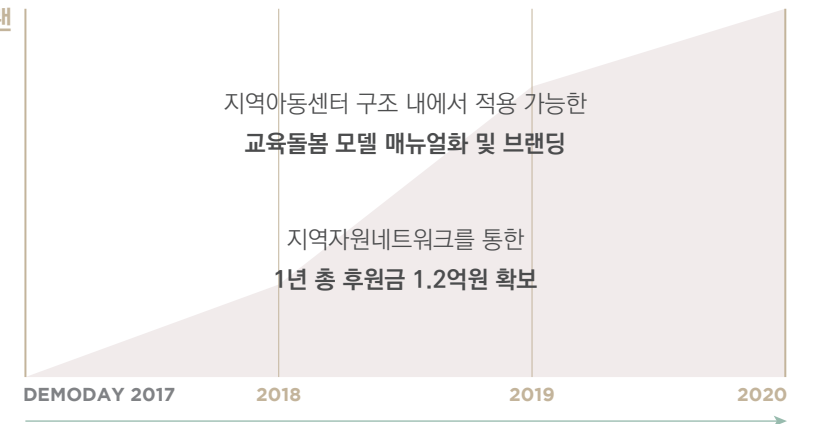 지역아동센터 구조 내에서 적용 가능한
교육돌봄 모델 매뉴얼화 및 브랜딩
지역자원네트워크를 통한
1년 총 후원금 1.2억원 확보
DEMODAY 2017 2018 2019 2020